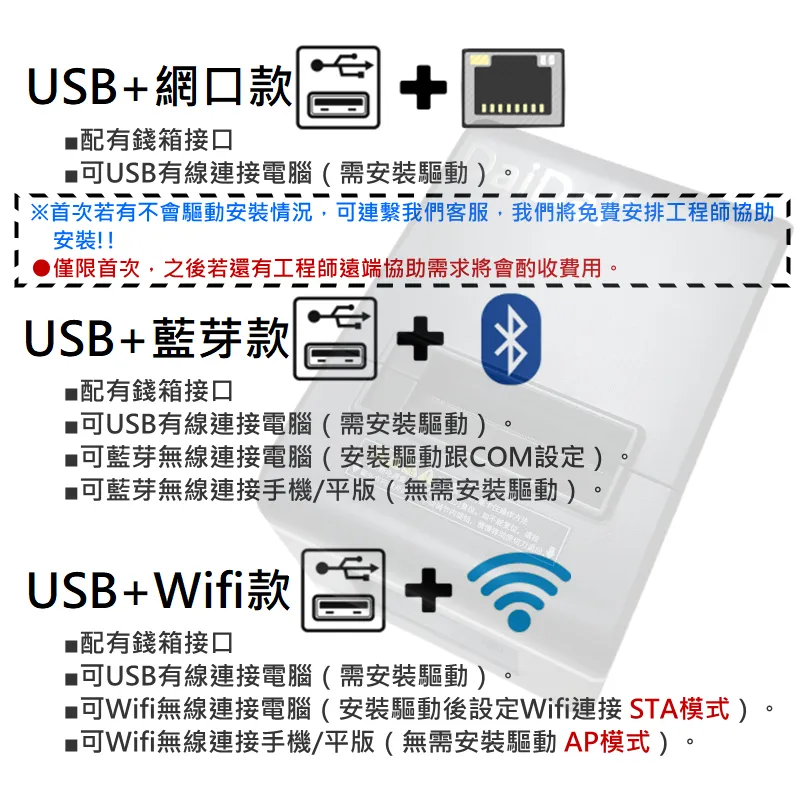 USB+網口款
■配有錢箱接口
■可USB有線連接電腦（需安裝驅動）。
※首次若有不會驅動安裝情況，可連繫我們客服，我們將免費安排工程師協助
安裝!!
●僅限首次，之後若還有工程師遠端協助需求將會酌收費用。
USB+藍芽款
■配有錢箱接口
■可USB有線連接電腦（需安裝驅動）。
■可藍芽無線連接電腦（安裝驅動跟COM設定）。
■可藍芽無線連接手機/平版（無需安裝驅動）。
USB+Wifi款
■配有錢箱接口
■可USB有線連接電腦（需安裝驅動）。
■可Wifi無線連接電腦（安裝驅動後設定Wifi連接 STA模式）。
■可Wifi無線連接手機/平版（無需安裝驅動 AP模式）。